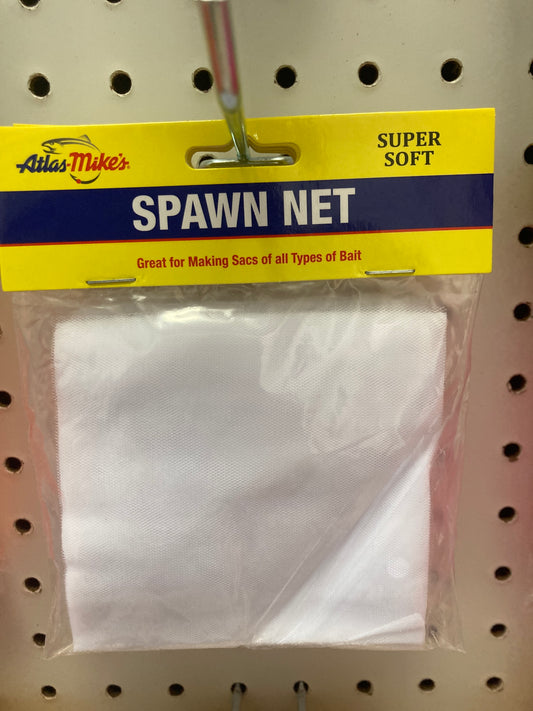 Atlas-Mike's
SUPER
SOFT
SPAWN NET
Great for Making Sacs of all Types of Bait